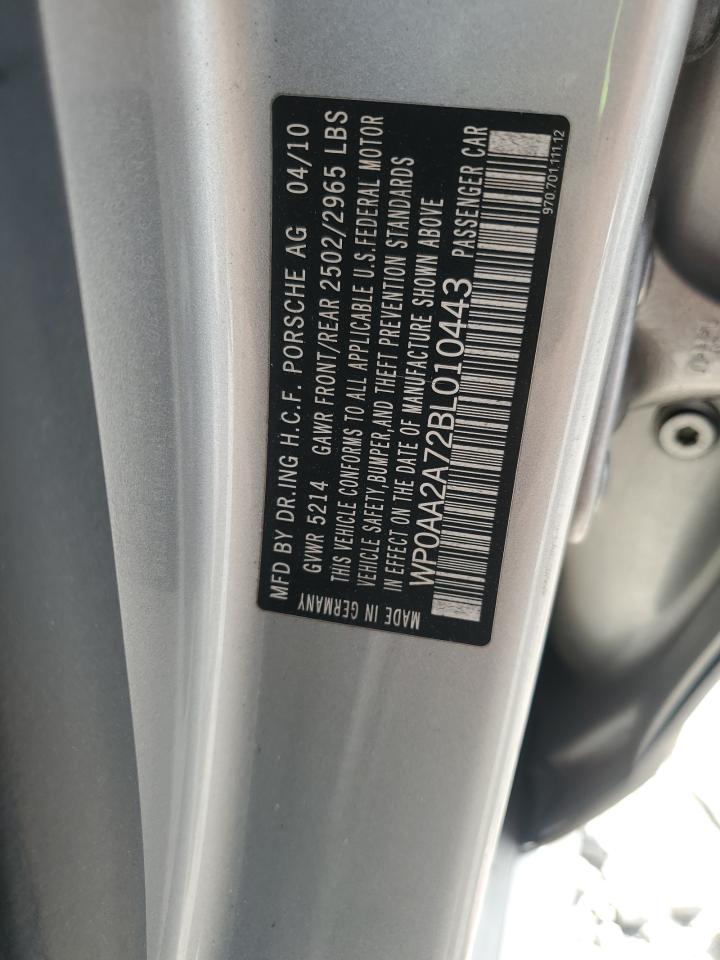 MFD BY DR.ING H.C.F. PORSCHE AG 04/10
GVWR 5214 GAWR FRONT/REAR 2502/2965 LBS
THIS VEHICLE CONFORMS TO ALL APPLICABLE U.S.FEDERAL MOTOR
VEHICLE SAFETY,BUMPER,AND THEFT PREVENTION STANDARDS
IN EFFECT ON THE DATE OF MANUFACTURE SHOWN ABOVE
WP0AA2A72BL010443 PASSENGER CAR
MADE IN GERMANY
970.701.111.12